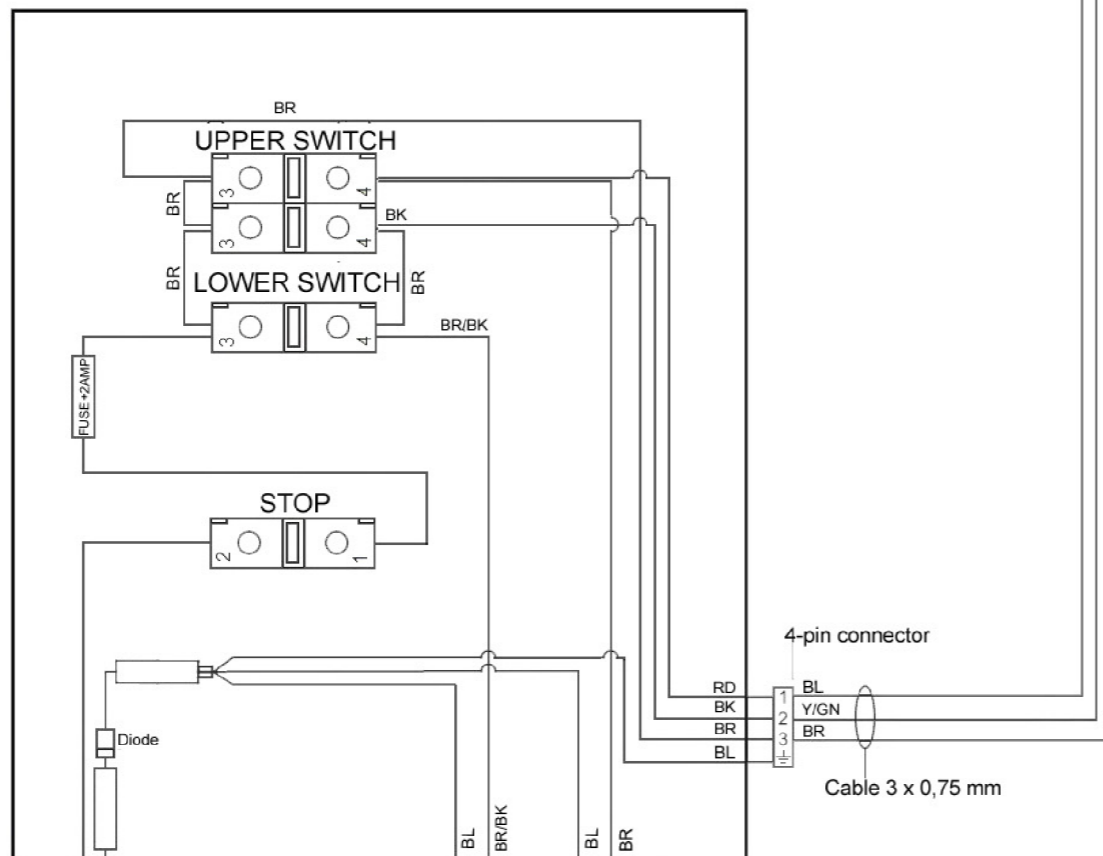 BR
UPPER SWITCH
3
4
BR
BK
3
4
BR
LOWER SWITCH
BR
3
4
BR/BK
FUSE+2AMP
STOP
2
1
4-pin connector
RD
1
BL
BK
2
Y/GN
BR
3
BR
BL
Diode
Cable 3 x 0,75 mm
BL
BR/BK
BL
BR